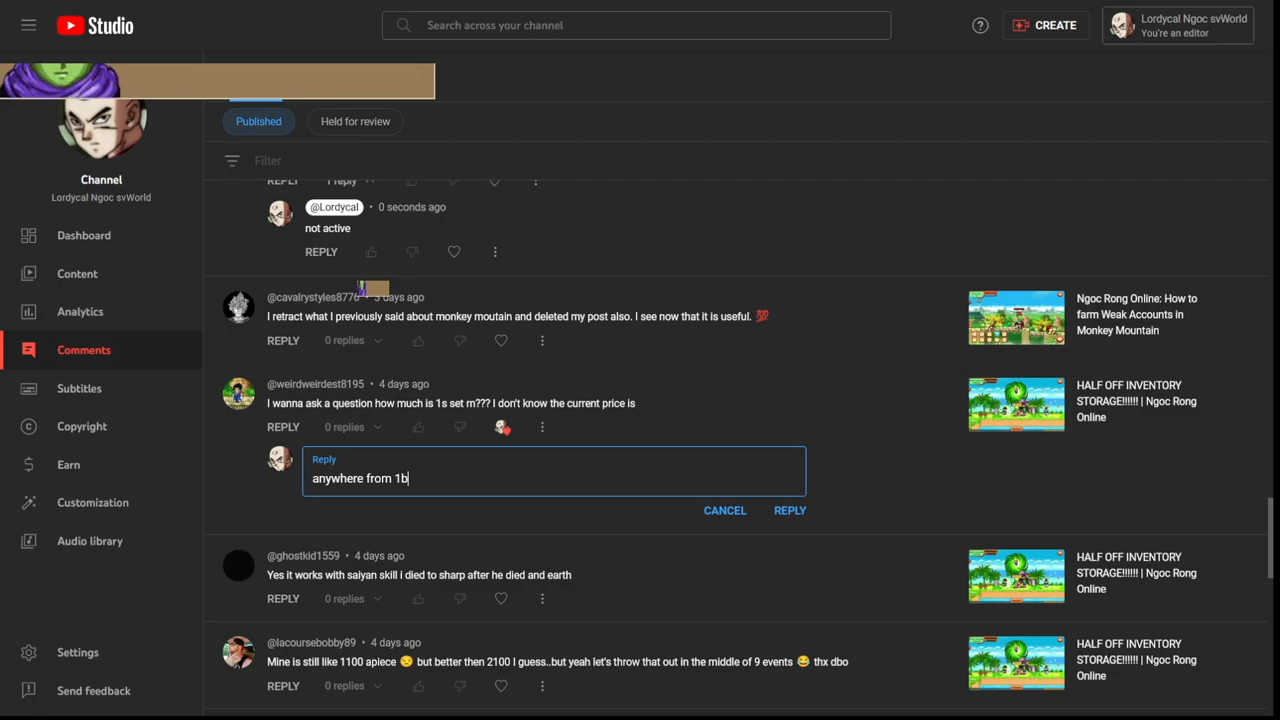 Studio
Search across your channel
CREATE
Lordycal Ngoc svWorld
You're an editor
Published
Held for review
Filter
Channel
Lordycal Ngoc svWorld
Dashboard
Content
Analytics
Comments
Subtitles
Copyright
Earn
Customization
Audio library
Settings
Send feedback
REPLY 1 reply
@Lordycal • 0 seconds ago
not active
REPLY
@cavalrystyles8776 • 3 days ago
I retract what I previously said about monkey moutain and deleted my post also. I see now that it is useful. 💯
REPLY 0 replies
Ngoc Rong Online: How to
farm Weak Accounts in
Monkey Mountain
@weirdweirdest8195 • 4 days ago
I wanna ask a question how much is 1s set rn??? I don't know the current price is
REPLY 0 replies
HALF OFF INVENTORY
STORAGE!!!!!! | Ngoc Rong
Online
Reply
anywhere from 1b
CANCEL REPLY
@ghostkid1559 • 4 days ago
Yes it works with saiyan skill i died to sharp after he died and earth
REPLY 0 replies
HALF OFF INVENTORY
STORAGE!!!!!! | Ngoc Rong
Online
@lacoursebobby89 • 4 days ago
Mine is still like 1100 apiece 😒 but better then 2100 I guess..but yeah let's throw that out in the middle of 9 events 😂 thx dbo
REPLY 0 replies
HALF OFF INVENTORY
STORAGE!!!!!! | Ngoc Rong
Online